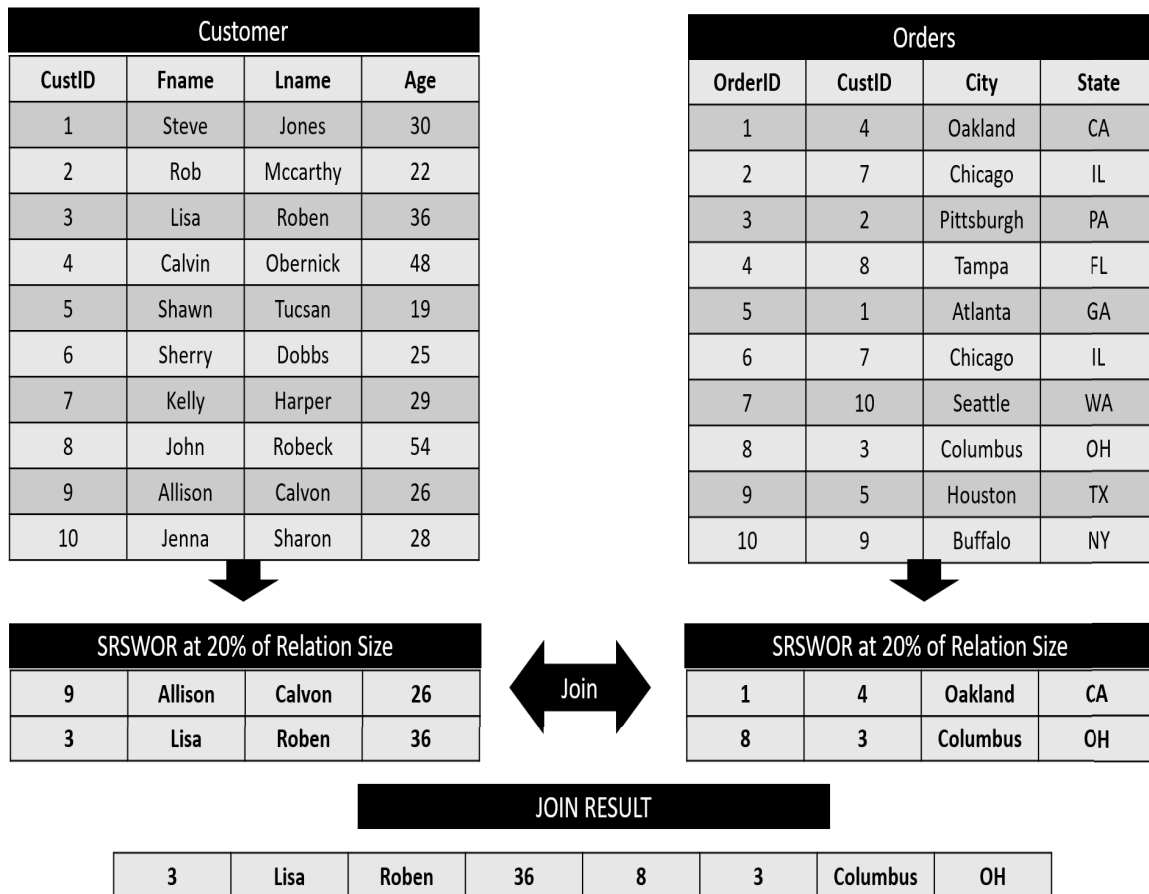 Customer
CustID Fname Lname Age
1 Steve Jones 30
2 Rob Mccarthy 22
3 Lisa Roben 36
4 Calvin Obernick 48
5 Shawn Tucsan 19
6 Sherry Dobbs 25
7 Kelly Harper 29
8 John Robeck 54
9 Allison Calvon 26
10 Jenna Sharon 28
Orders
OrderID CustID City State
1 4 Oakland CA
2 7 Chicago IL
3 2 Pittsburgh PA
4 8 Tampa FL
5 1 Atlanta GA
6 7 Chicago IL
7 10 Seattle WA
8 3 Columbus OH
9 5 Houston TX
10 9 Buffalo NY
SRSWOR at 20% of Relation Size
9 Allison Calvon 26
3 Lisa Roben 36
Join
SRSWOR at 20% of Relation Size
1 4 Oakland CA
8 3 Columbus OH
JOIN RESULT
3 Lisa Roben 36 8 3 Columbus OH